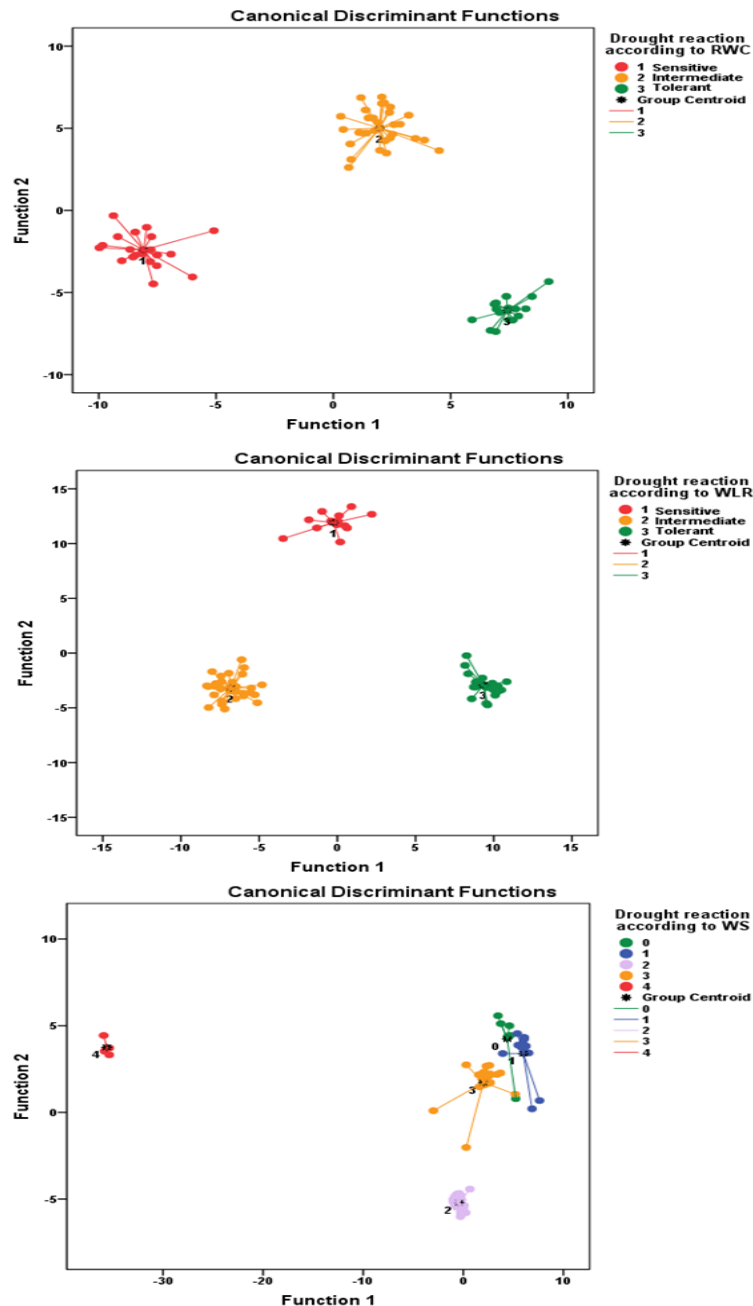 Canonical Discriminant Functions
Drought reaction
according to RWC
1 Sensitive
2 Intermediate
3 Tolerant
Group Centroid
1
2
3
10
5
0
-5
-10
Function 2
2
1
3
-10 -5 0 5 10
Function 1
Canonical Discriminant Functions
Drought reaction
according to WLR
1 Sensitive
2 Intermediate
3 Tolerant
Group Centroid
1
2
3
15
10
5
0
-5
-10
-15
Function 2
1
2
3
-15 -10 -5 0 5 10 15
Function 1
Canonical Discriminant Functions
Drought reaction
according to WS
0
1
2
3
4
Group Centroid
0
1
2
3
4
10
5
0
-5
Function 2
4
0
1
3
2
-30 -20 -10 0 10
Function 1